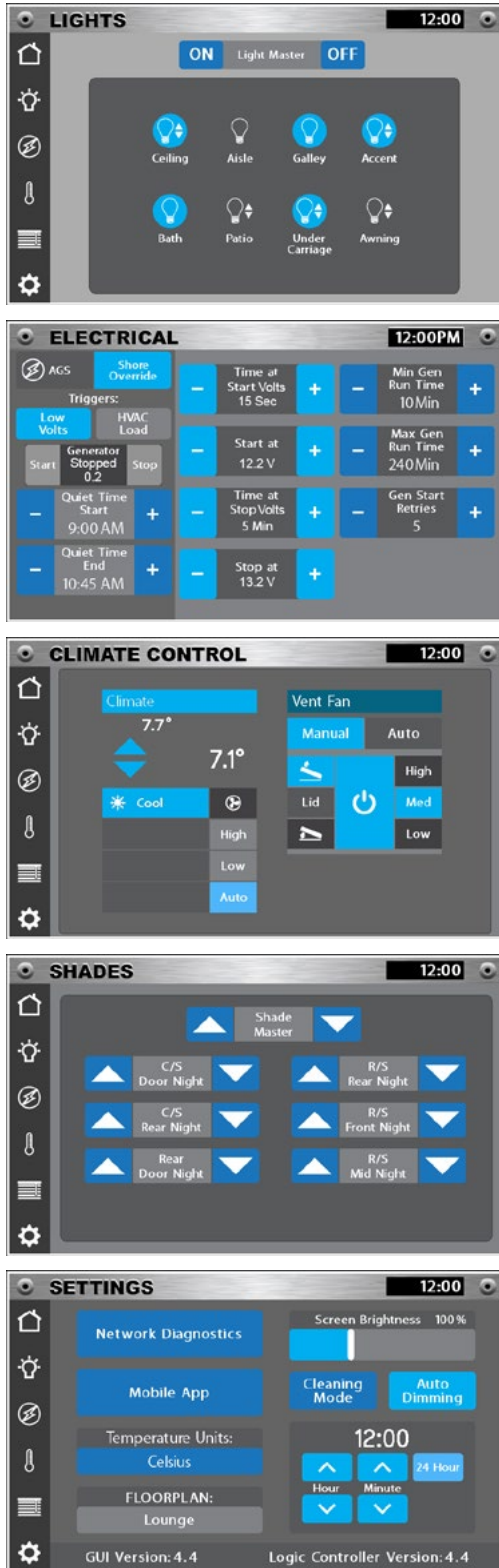 LIGHTS 12:00
ON Light Master OFF
Ceiling Aisle Galley Accent
Bath Patio Under Awning
Carriage
ELECTRICAL 12:00PM
AGS Shore
Override
Triggers:
Low HVAC
Volts Load
Generator
Start Stopped Stop
0.2
Quiet Time
Start
- 9:00 AM +
Quiet Time
End
- 10:45 AM +
Time at
Start Volts
- 15 Sec +
Start at
- 12.2 V +
Time at
Stop Volts
- 5 Min +
Stop at
- 13.2 V +
Min Gen
Run Time
- 10Min +
Max Gen
Run Time
- 240Min +
Gen Start
Retries
- 5 +
CLIMATE CONTROL 12:00
Climate
7.7°
7.1°
Cool
High
Low
Auto
Vent Fan
Manual Auto
High
Lid Med
Low
SHADES 12:00
Shade
Master
C/S
Door Night
R/S
Rear Night
C/S
Rear Night
R/S
Front Night
Rear
Door Night
R/S
Mid Night
SETTINGS 12:00
Network Diagnostics
Mobile App
Temperature Units:
Celsius
FLOORPLAN:
Lounge
Screen Brightness 100%
Cleaning
Mode
Auto
Dimming
12:00
24 Hour
Hour Minute
GUI Version:4.4 Logic Controller Version:4.4